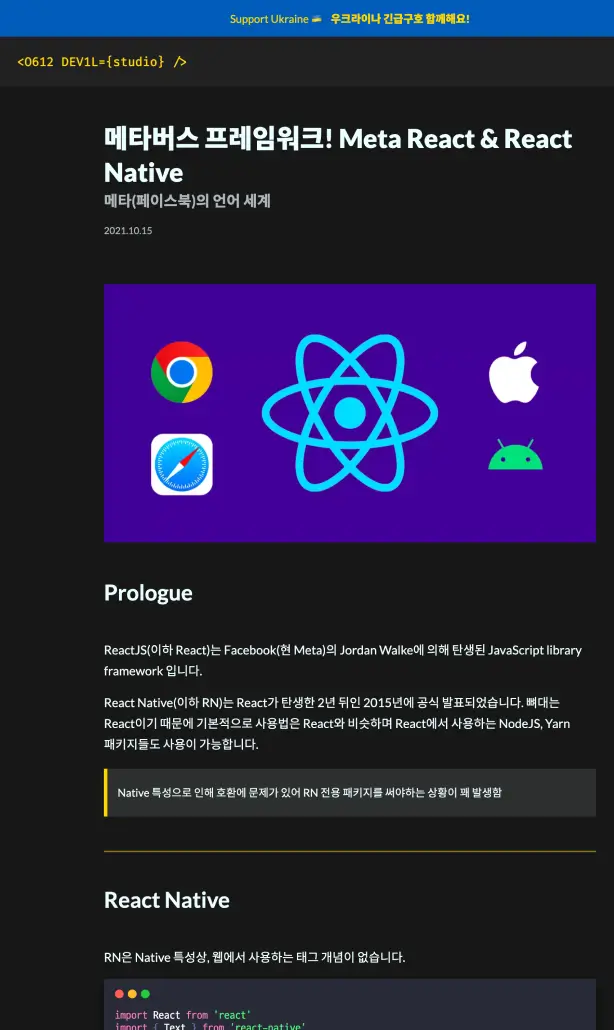 Support Ukraine 우크라이나 긴급구호 함께해요!
<O612 DEV1L={studio} />
메타버스 프레임워크! Meta React & React
Native
메타(페이스북)의 언어 세계
2021.10.15
Prologue
ReactJS(이하 React)는 Facebook(현 Meta)의 Jordan Walke에 의해 탄생된 JavaScript library
framework 입니다.
React Native(이하 RN)는 React가 탄생한 2년 뒤인 2015년에 공식 발표되었습니다. 뼈대는
React이기 때문에 기본적으로 사용법은 React와 비슷하며 React에서 사용하는 NodeJS, Yarn
패키지들도 사용이 가능합니다.
Native 특성으로 인해 호환에 문제가 있어 RN 전용 패키지를 써야하는 상황이 꽤 발생함
React Native
RN은 Native 특성상, 웹에서 사용하는 태그 개념이 없습니다.
import React from 'react'
import { Text } from 'react-native'